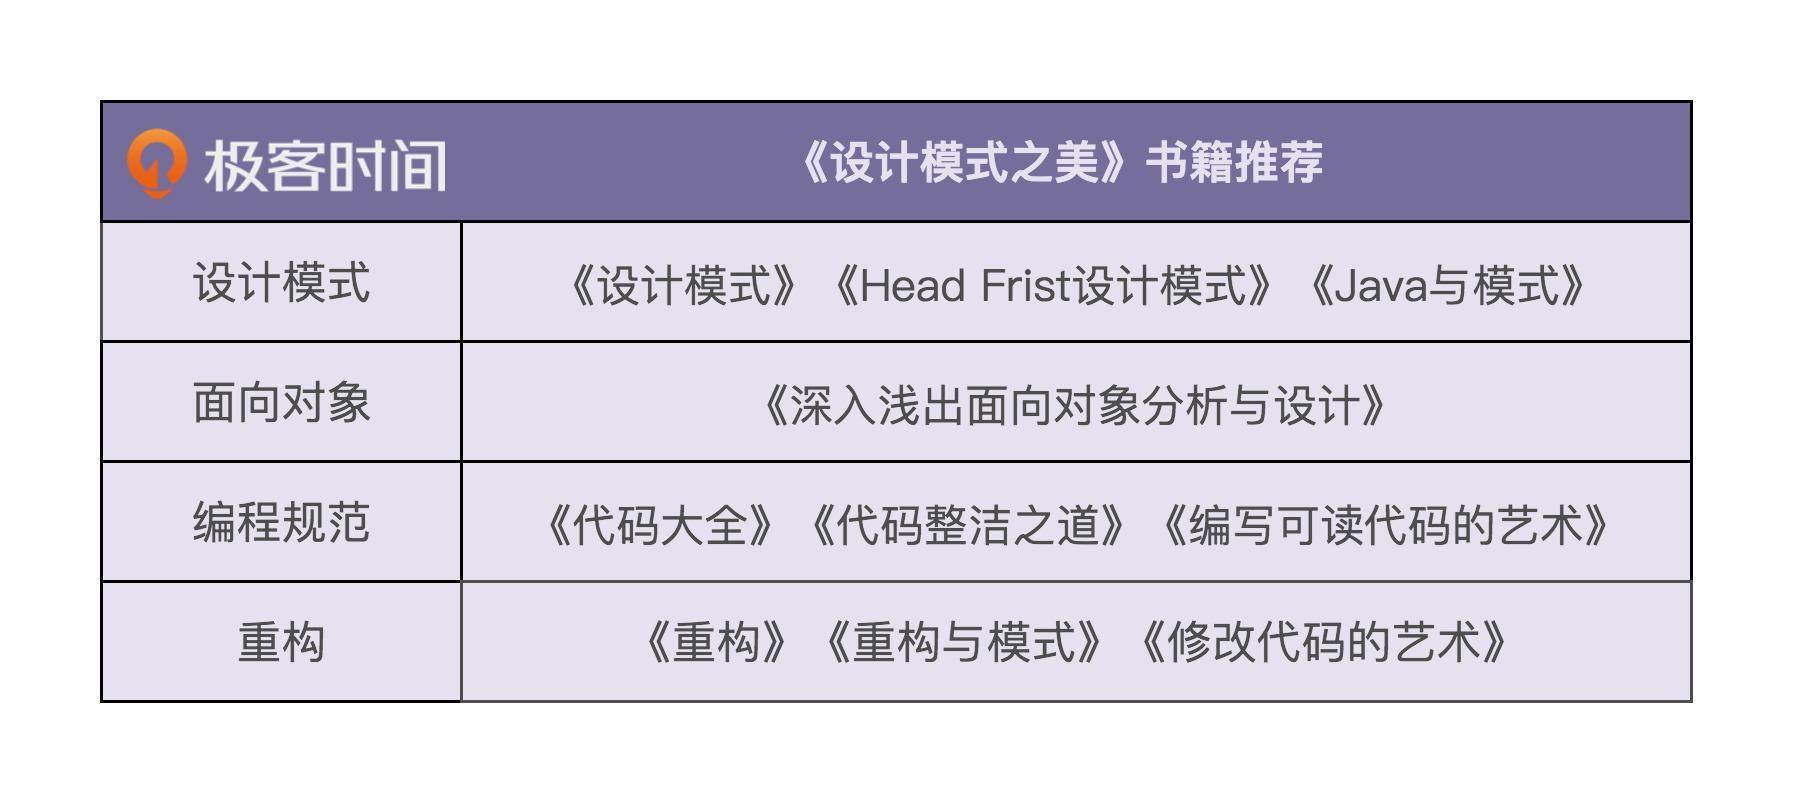 极客时间
《设计模式之美》书籍推荐
设计模式
《设计模式》《Head Frist设计模式》《Java与模式》
面向对象
《深入浅出面向对象分析与设计》
编程规范
《代码大全》《代码整洁之道》《编写可读代码的艺术》
重构
《重构》《重构与模式》《修改代码的艺术》